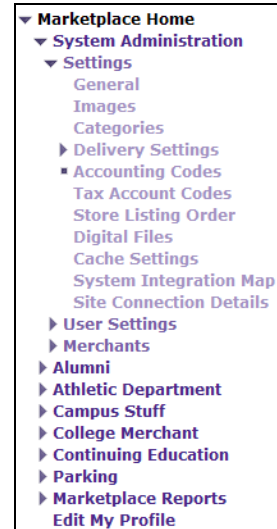 Marketplace Home
System Administration
Settings
General
Images
Categories
Delivery Settings
Accounting Codes
Tax Account Codes
Store Listing Order
Digital Files
Cache Settings
System Integration Map
Site Connection Details
User Settings
Merchants
Alumni
Athletic Department
Campus Stuff
College Merchant
Continuing Education
Parking
Marketplace Reports
Edit My Profile